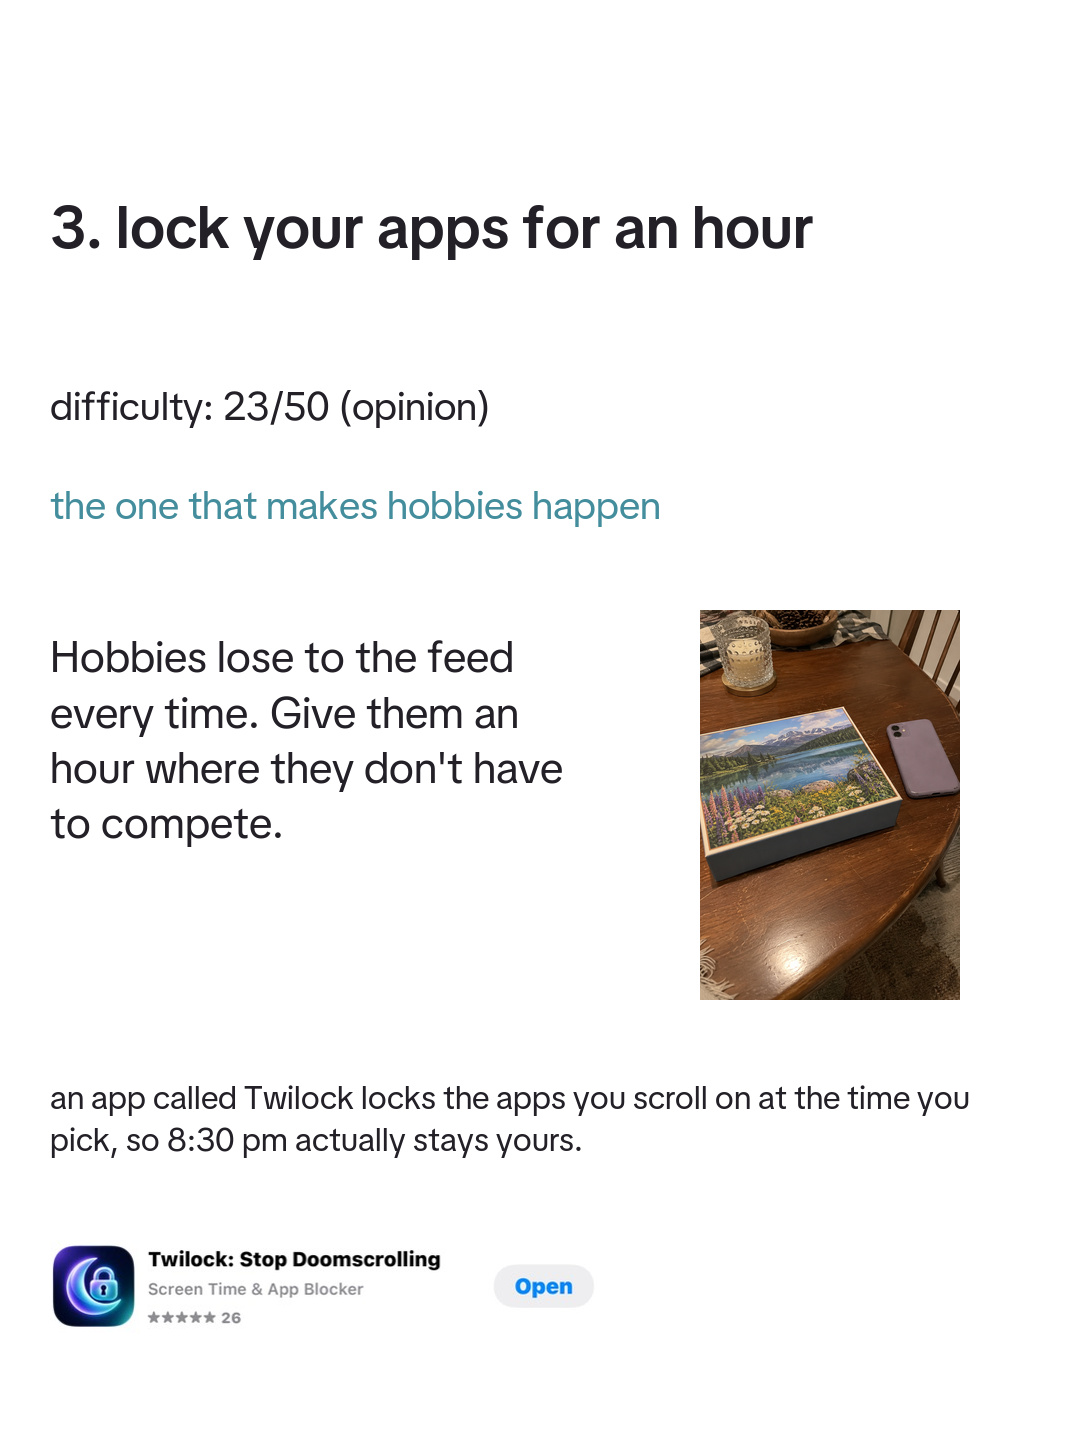 3. lock your apps for an hour
difficulty: 23/50 (opinion)
the one that makes hobbies happen
Hobbies lose to the feed
every time. Give them an
hour where they don't have
to compete.
an app called Twilock locks the apps you scroll on at the time you
pick, so 8:30 pm actually stays yours.
Twilock: Stop Doomscrolling
Screen Time & App Blocker
★★★★★ 26
Open